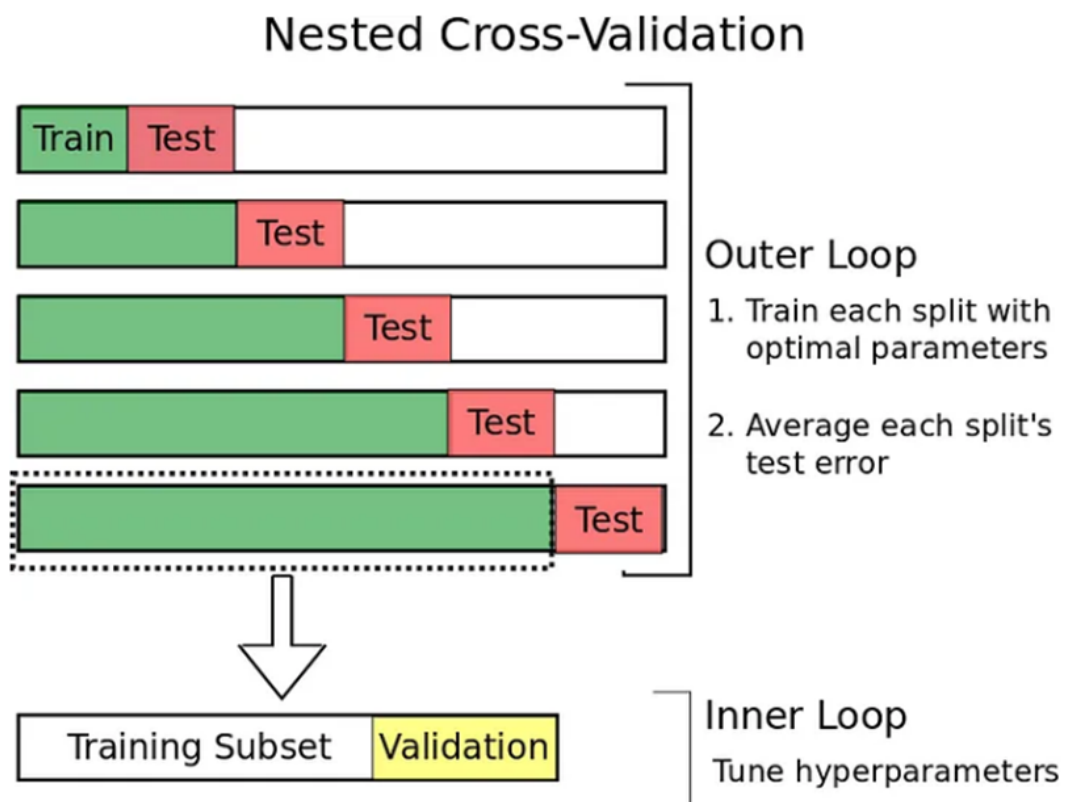 Nested Cross-Validation
Train Test
Test
Test
Test
Test
Outer Loop
1. Train each split with
optimal parameters
2. Average each split's
test error
Training Subset Validation
Inner Loop
Tune hyperparameters